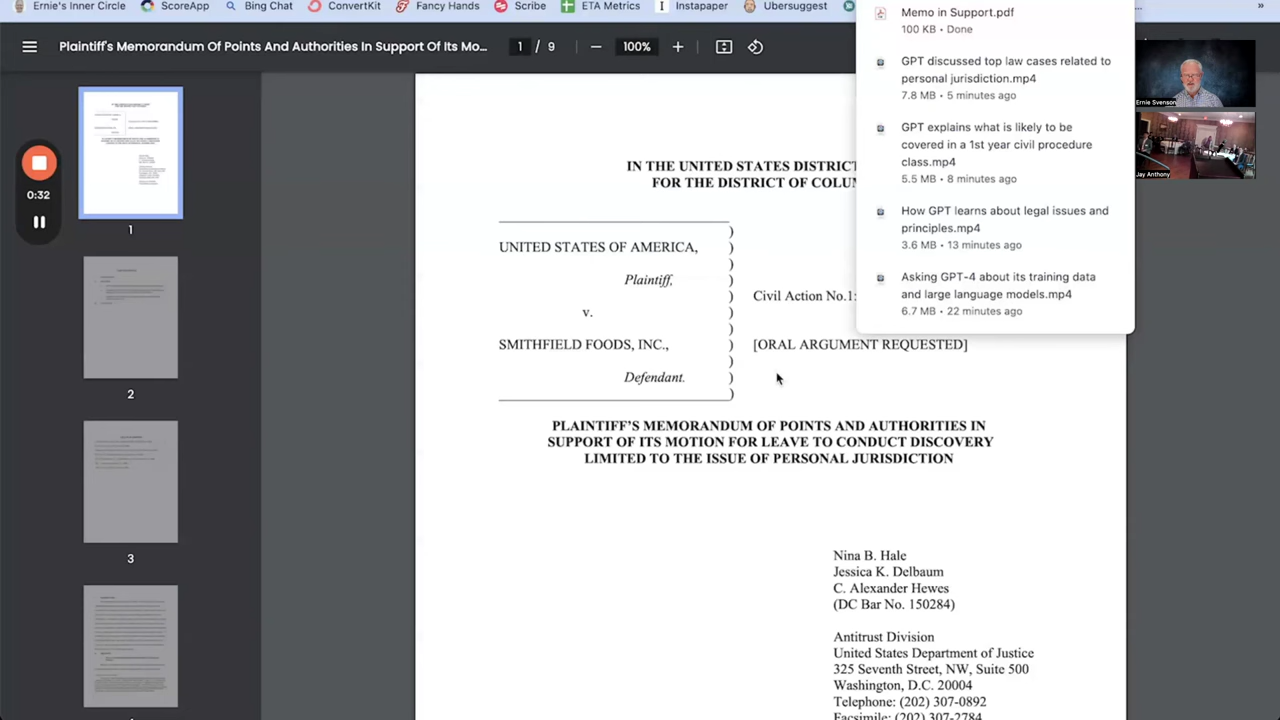 Ernie's Inner Circle ScoreApp Bing Chat ConvertKit Fancy Hands Scribe ETA Metrics Instapaper Ubersuggest »
Plaintiff's Memorandum Of Points And Authorities In Support Of Its Mo... 1 / 9 — 100% +
Memo in Support.pdf
100 KB • Done
GPT discussed top law cases related to
personal jurisdiction.mp4
7.8 MB • 5 minutes ago
GPT explains what is likely to be
covered in a 1st year civil procedure
class.mp4
5.5 MB • 8 minutes ago
How GPT learns about legal issues and
principles.mp4
3.6 MB • 13 minutes ago
Asking GPT-4 about its training data
and large language models.mp4
6.7 MB • 22 minutes ago
Ernie Svenson
Jay Anthony
0:32
1
2
3
IN THE UNITED STATES DISTRIC
FOR THE DISTRICT OF COLU
UNITED STATES OF AMERICA,
Plaintiff,
v.
SMITHFIELD FOODS, INC.,
Defendant.
)
)
)
)
)
)
)
)
)
)
)
Civil Action No.1:
[ORAL ARGUMENT REQUESTED]
PLAINTIFF'S MEMORANDUM OF POINTS AND AUTHORITIES IN
SUPPORT OF ITS MOTION FOR LEAVE TO CONDUCT DISCOVERY
LIMITED TO THE ISSUE OF PERSONAL JURISDICTION
Nina B. Hale
Jessica K. Delbaum
C. Alexander Hewes
(DC Bar No. 150284)
Antitrust Division
United States Department of Justice
325 Seventh Street, NW, Suite 500
Washington, D.C. 20004
Telephone: (202) 307-0892
Facsimile: (202) 307-2784